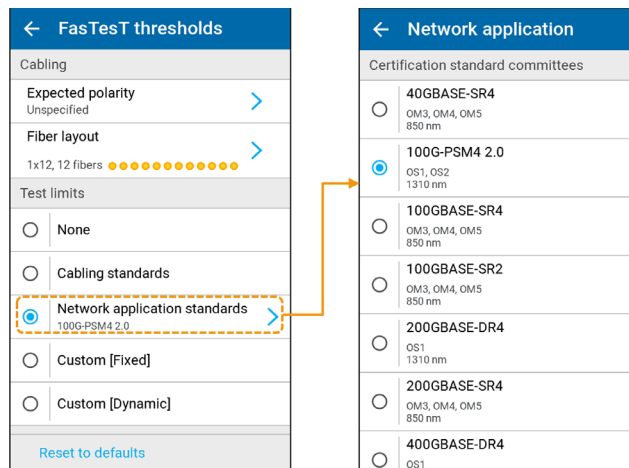 FasTesT thresholds
Cabling
Expected polarity
Unspecified
Fiber layout
1x12, 12 fibers
Test limits
None
Cabling standards
Network application standards
100G-PSM4 2.0
Custom [Fixed]
Custom [Dynamic]
Reset to defaults
Network application
Certification standard committees
40GBASE-SR4
OM3, OM4, OM5
850 nm
100G-PSM4 2.0
OS1, OS2
1310 nm
100GBASE-SR4
OM3, OM4, OM5
850 nm
100GBASE-SR2
OM3, OM4, OM5
850 nm
200GBASE-DR4
OS1
1310 nm
200GBASE-SR4
OM3, OM4, OM5
850 nm
400GBASE-DR4
OS1